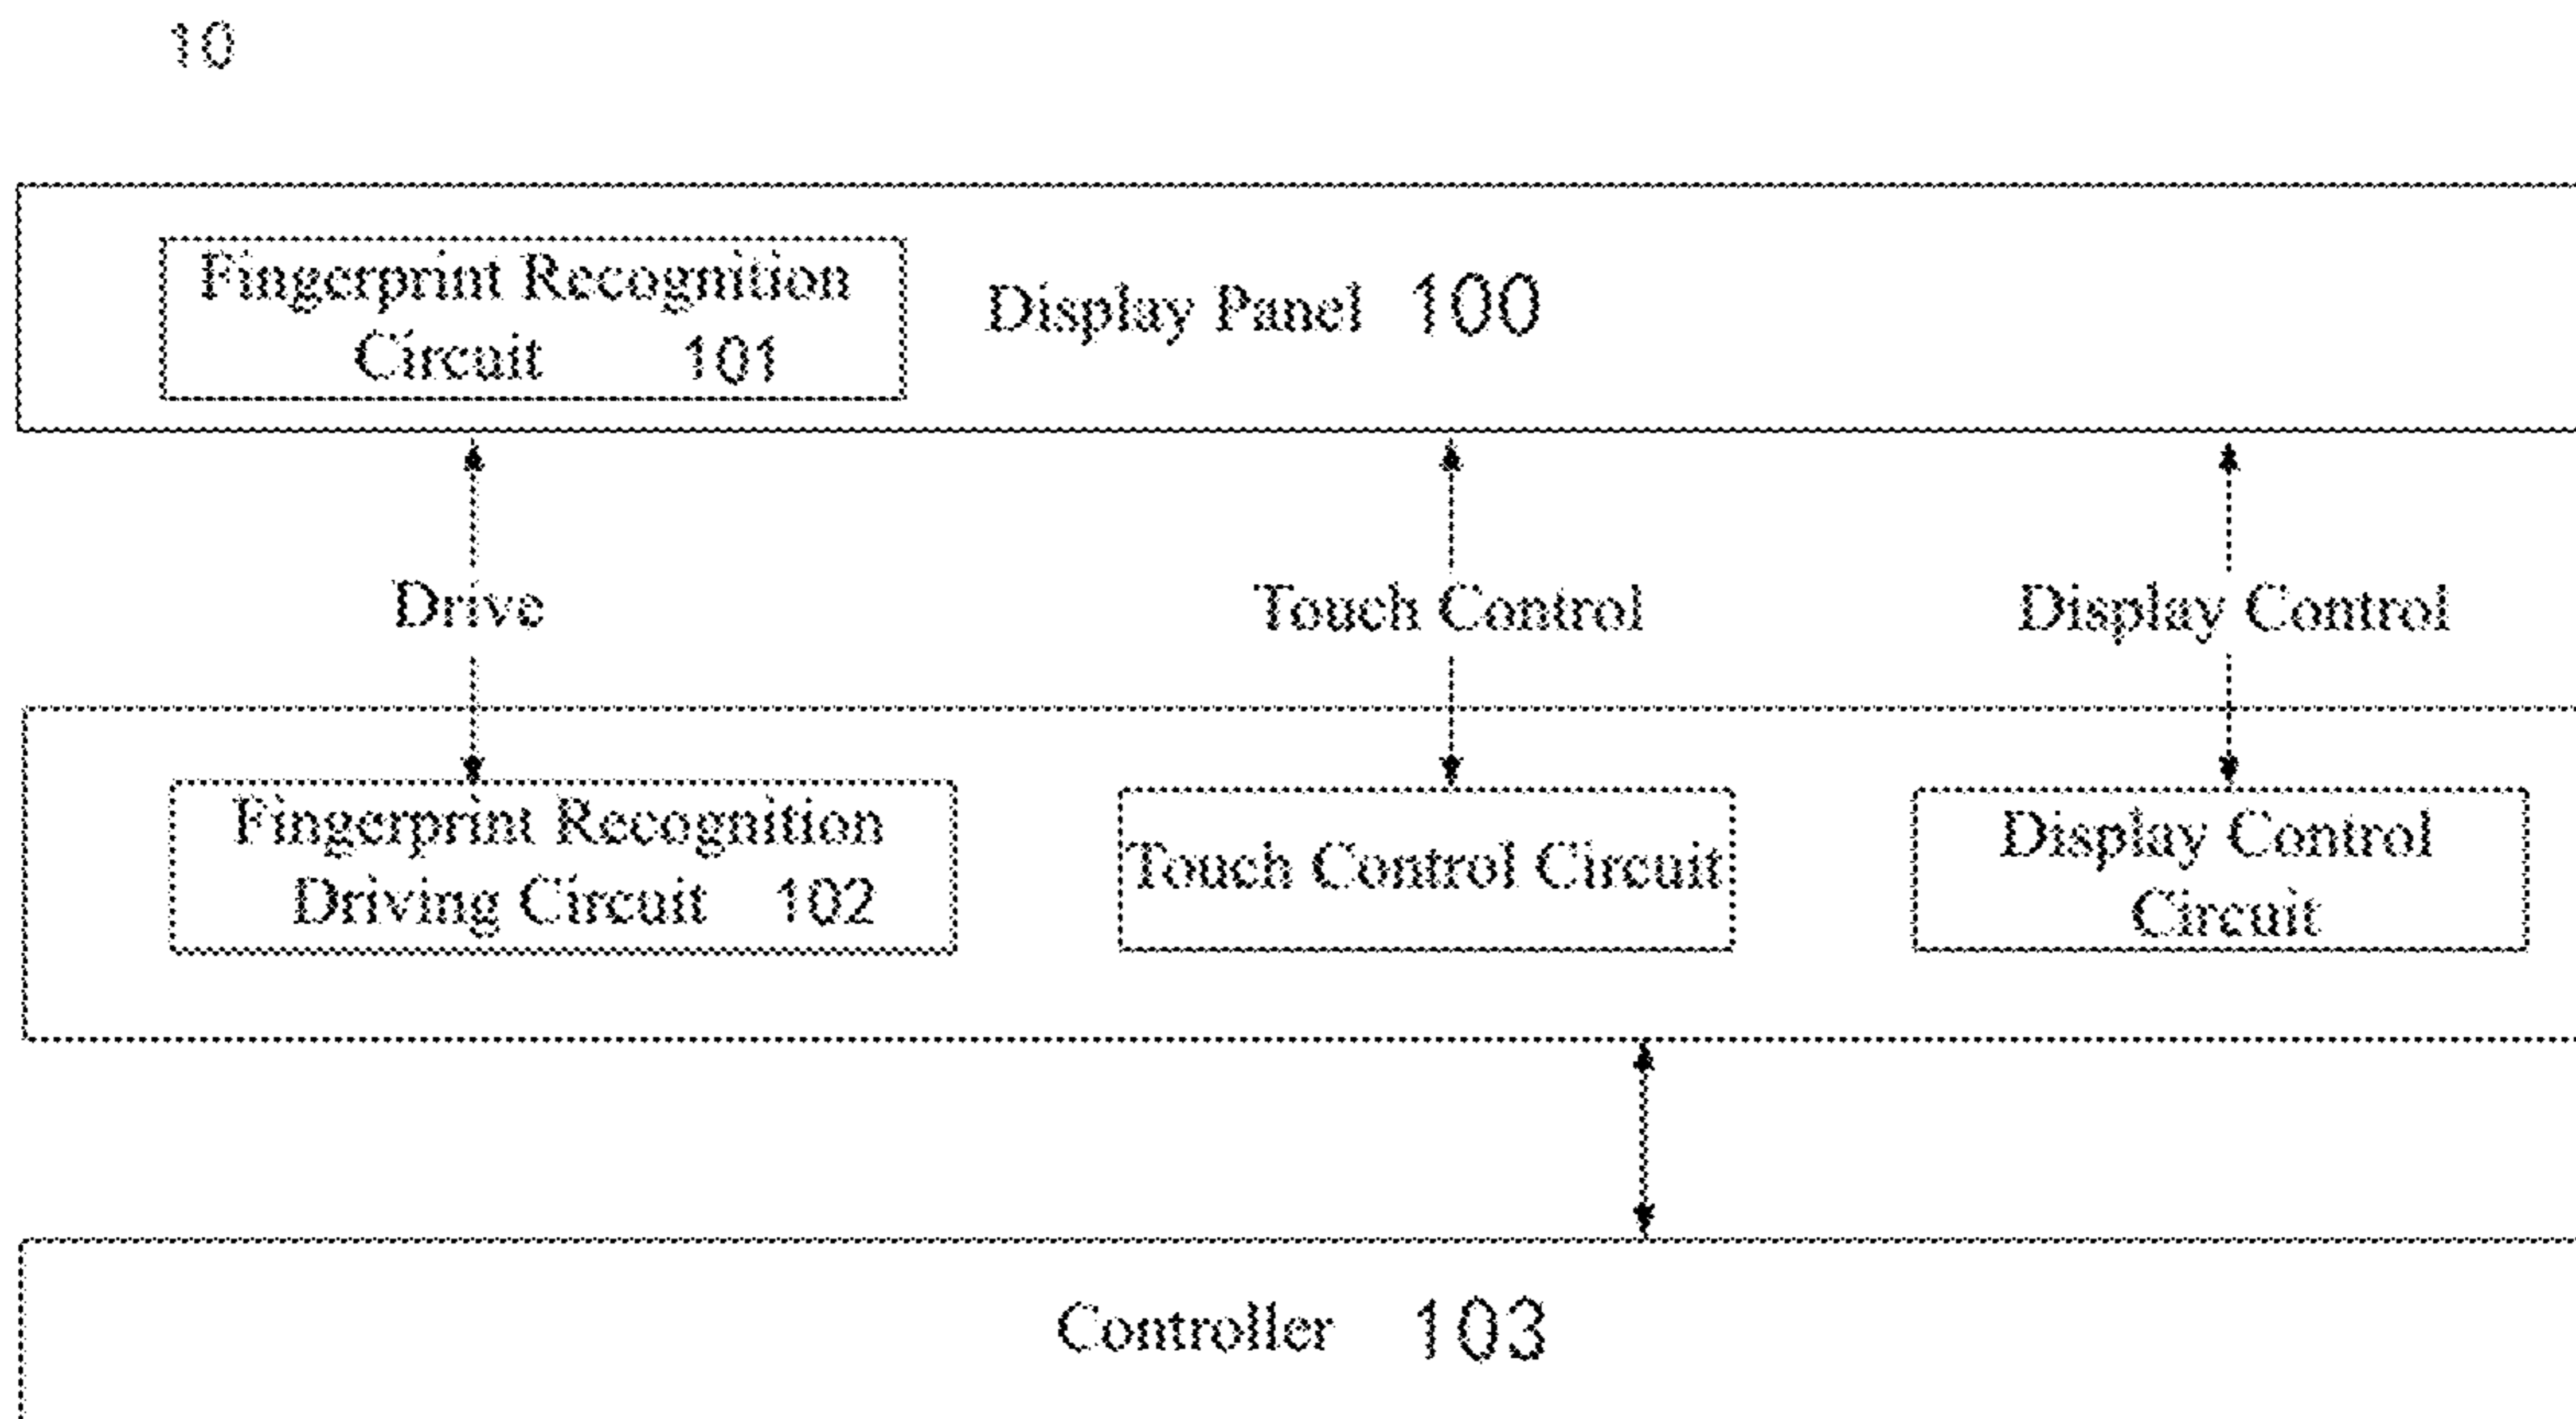 10
Fingerprint Recognition
Circuit 101
Display Panel 100
Drive
Touch Control
Display Control
Fingerprint Recognition
Driving Circuit 102
Touch Control Circuit
Display Control
Circuit
Controller 103